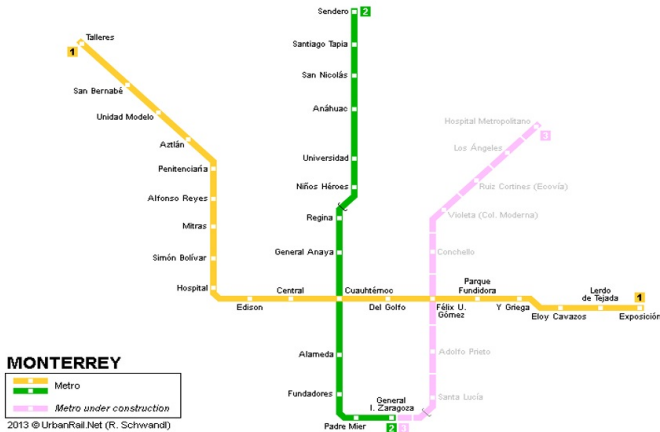 Sendero 2
Talleres
1
Santiago Tapia
San Bernabé
San Nicolás
Unidad Modelo
Anáhuac
Hospital Metropolitano
3
Aztlán
Los Ángeles
Penitenciaría
Universidad
Alfonso Reyes
Niños Héroes
Ruiz Cortines (Ecovía)
Mitras
Regina
Violeta (Col. Moderna)
Simón Bolívar
General Anaya
Conchello
Hospital
Central
Cuauhtémoc
Parque
Fundidora
Lerdo
de Tejada
1
Edison
Del Golfo
Félix U.
Gómez
Y Griega
Eloy Cavazos
Exposición
Alameda
Adolfo Prieto
Fundadores
General
I. Zaragoza
Santa Lucía
Padre Mier
2 3
MONTERREY
Metro
Metro under construction
2013 © UrbanRail.Net (R. Schwandl)